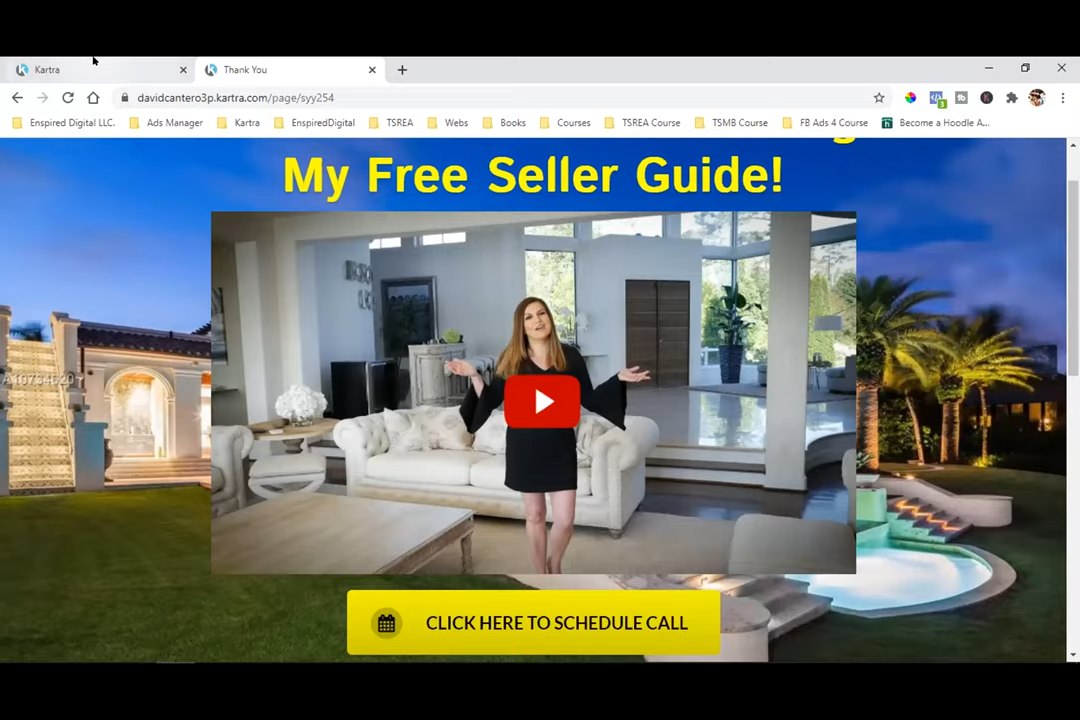 Kartra
Thank You
davidcantero3p.kartra.com/page/syy254
3
Enspired Digital LLC.
Ads Manager
Kartra
EnspiredDigital
TSREA
Webs
Books
Courses
TSREA Course
TSMB Course
FB Ads 4 Course
Become a Hoodle A...
My Free Seller Guide!
CLICK HERE TO SCHEDULE CALL